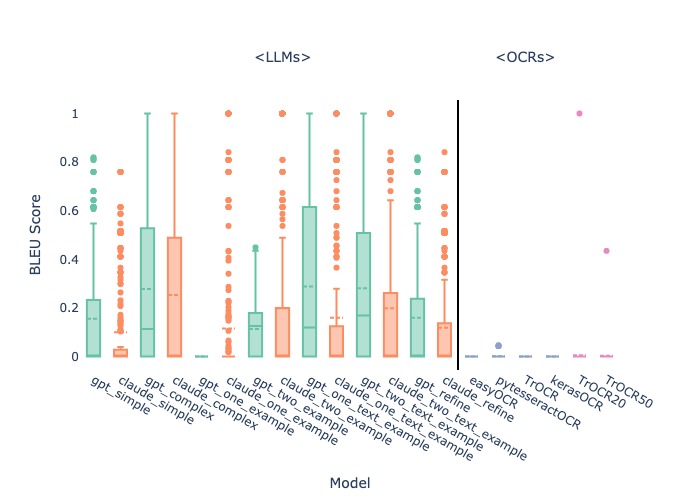 <LLMs> <OCRs>
1
0.8
0.6
0.4
0.2
0
BLEU Score
gpt_simple
claude_simple
gpt_complex
claude_complex
gpt_one_example
claude_one_example
gpt_two_example
claude_two_example
gpt_one_text_example
claude_one_text_example
gpt_two_text_example
claude_two_text_example
gpt_refine
claude_refine
easyOCR
pytesseractOCR
TrOCR
kerasOCR
TrOCR20
TrOCR50
Model